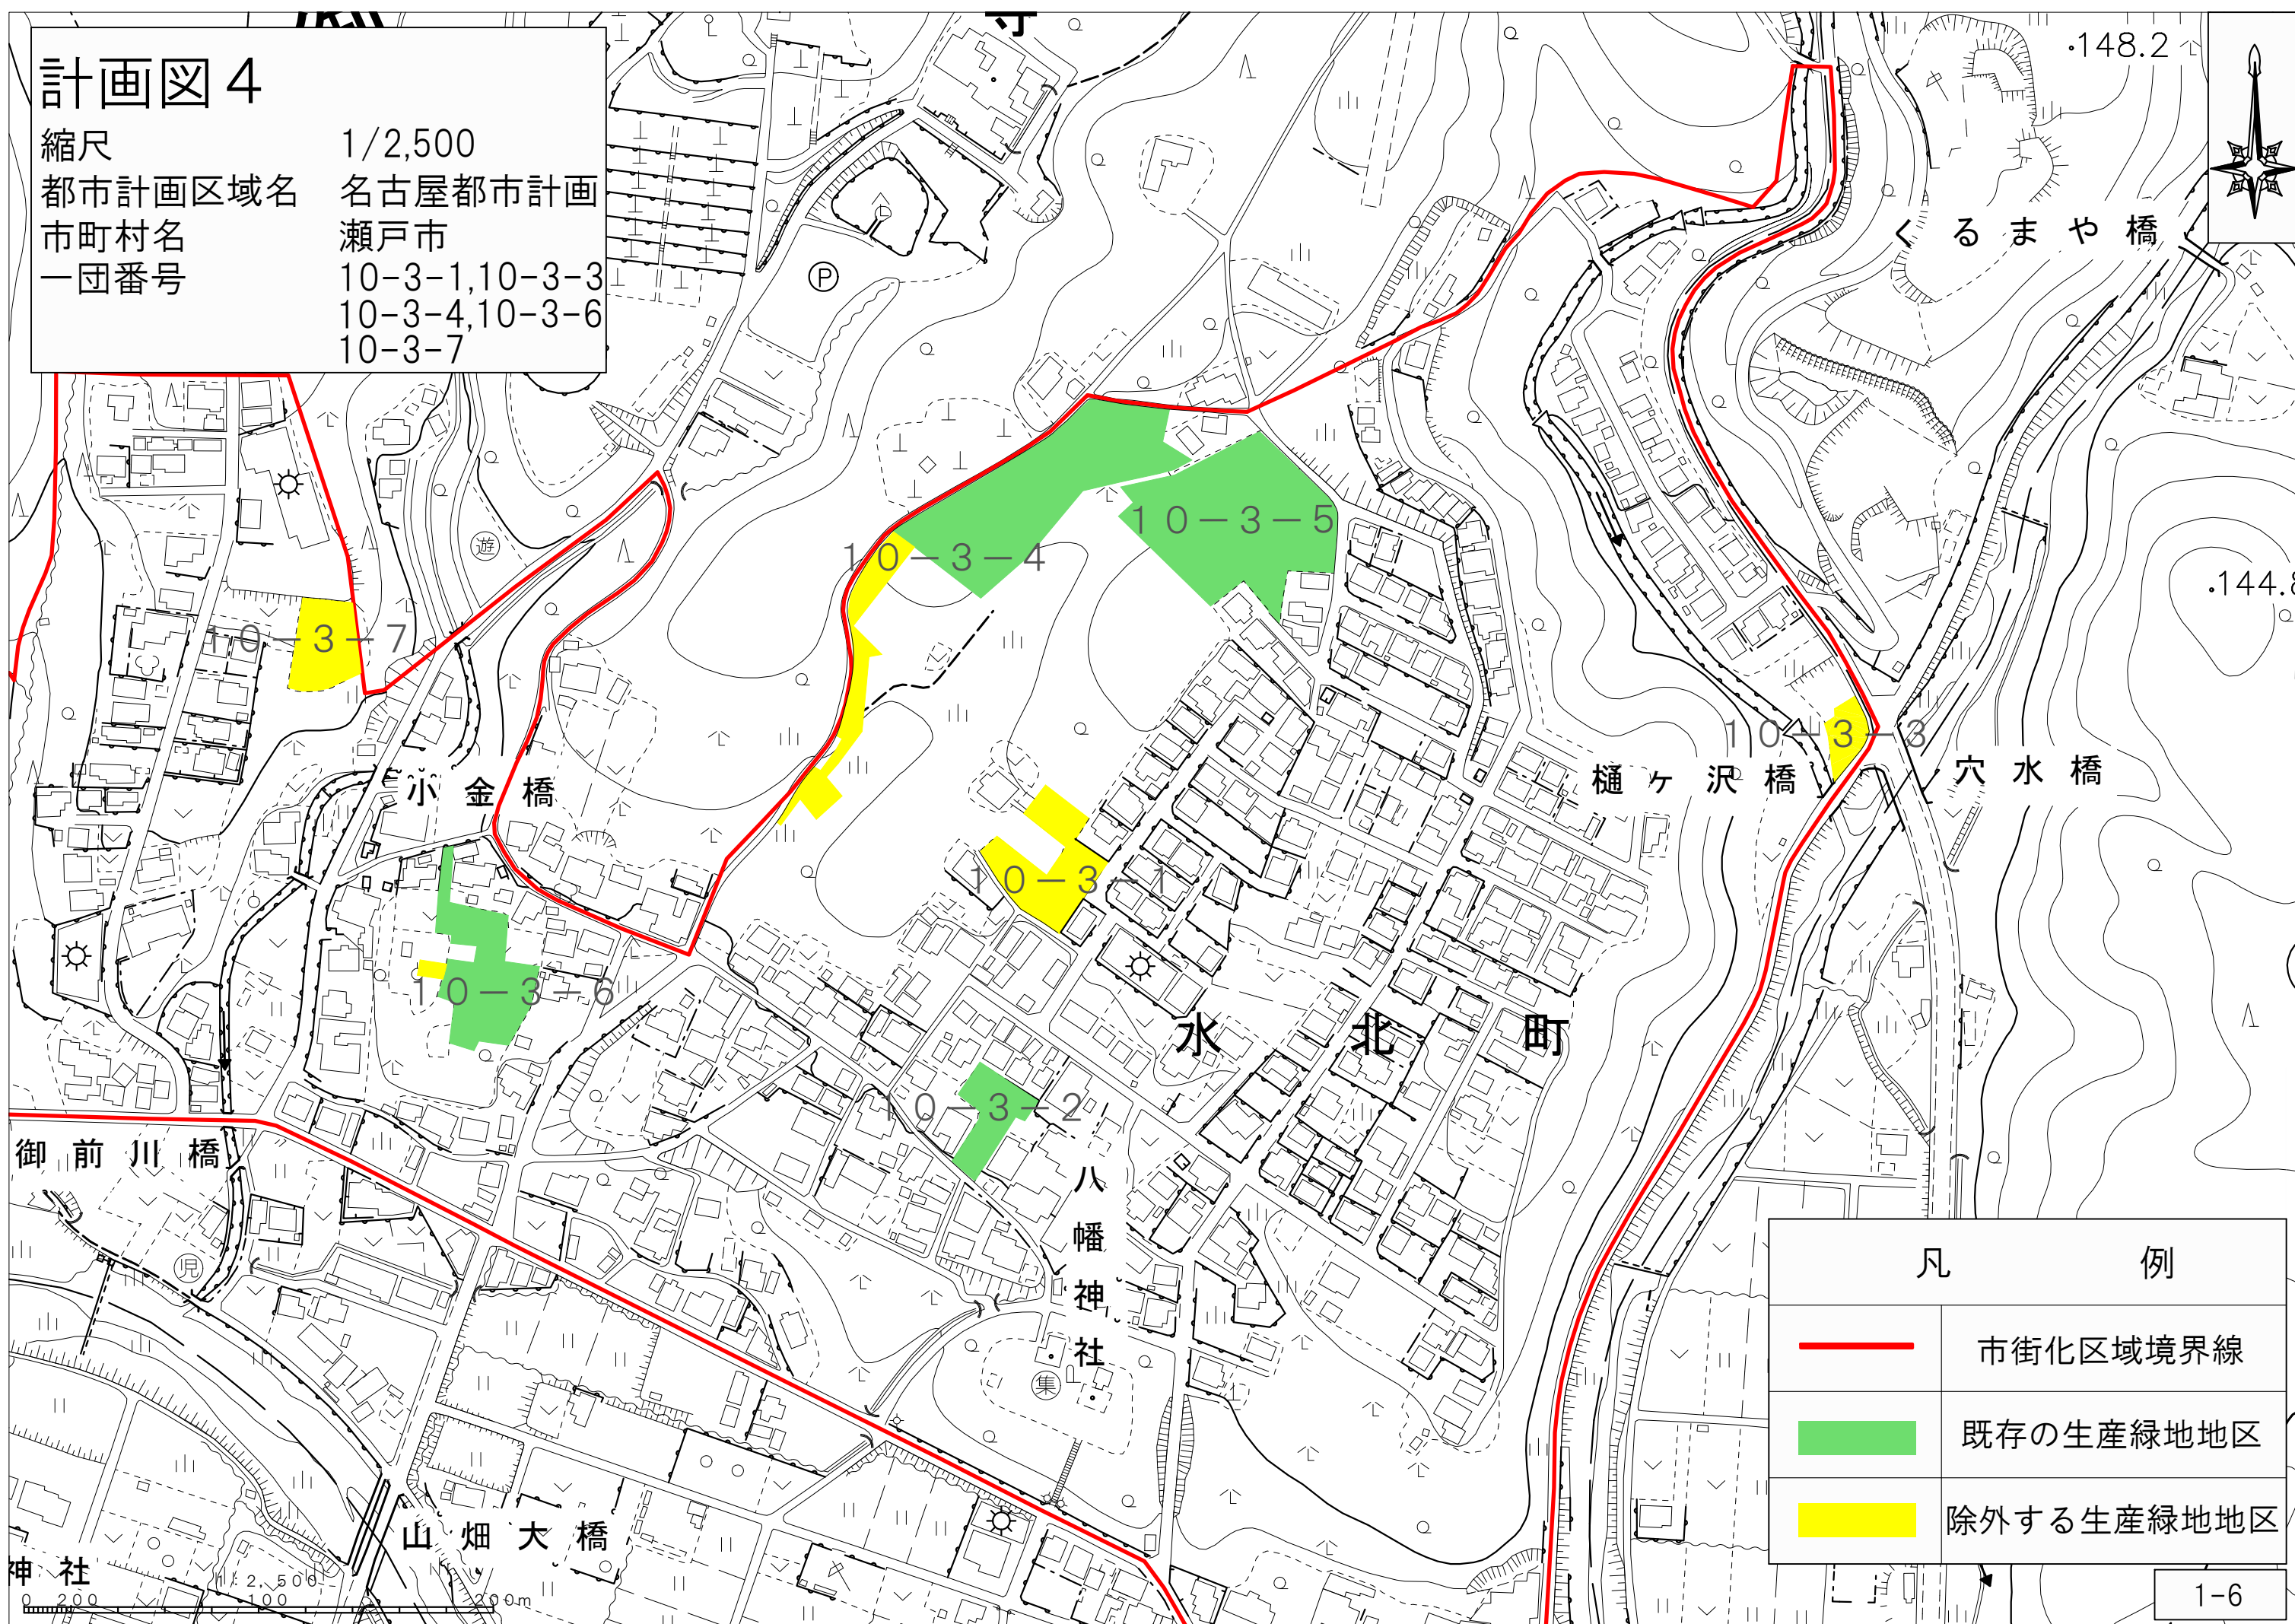 計画図４
縮尺 1/2,500
都市計画区域名 名古屋都市計画
市町村名 瀬戸市
一団番号 10-3-1,10-3-3
10-3-4,10-3-6
10-3-7
寺
148.2
くるまや橋
Ｐ
遊
10-3-5
10-3-4
144.8
10-3-7
10-3-3
小金橋
樋ヶ沢橋
穴水橋
10-3-1
10-3-6
水北町
10-3-2
御前川橋
八幡神社
児
集
凡例
市街化区域境界線
既存の生産緑地地区
除外する生産緑地地区
山畑大橋
神社
1:2,500
0 200 100 200m
1-6